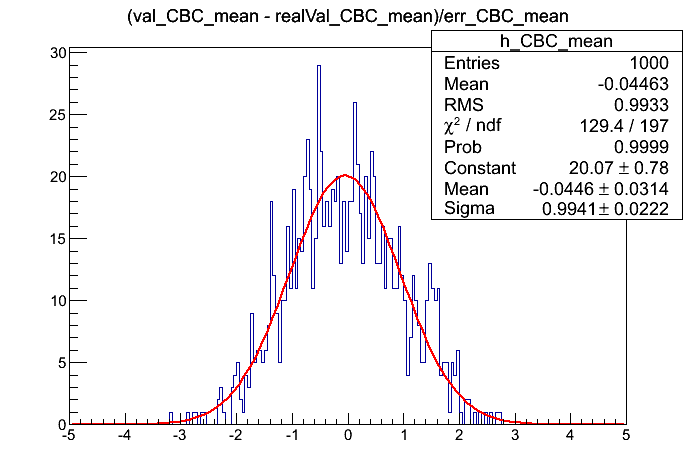 (val_CBC_mean - realVal_CBC_mean)/err_CBC_mean
h_CBC_mean
Entries 1000
Mean -0.04463
RMS 0.9933
χ² / ndf 129.4 / 197
Prob 0.9999
Constant 20.07 ± 0.78
Mean -0.0446 ± 0.0314
Sigma 0.9941 ± 0.0222
30
25
20
15
10
5
0
-5 -4 -3 -2 -1 0 1 2 3 4 5